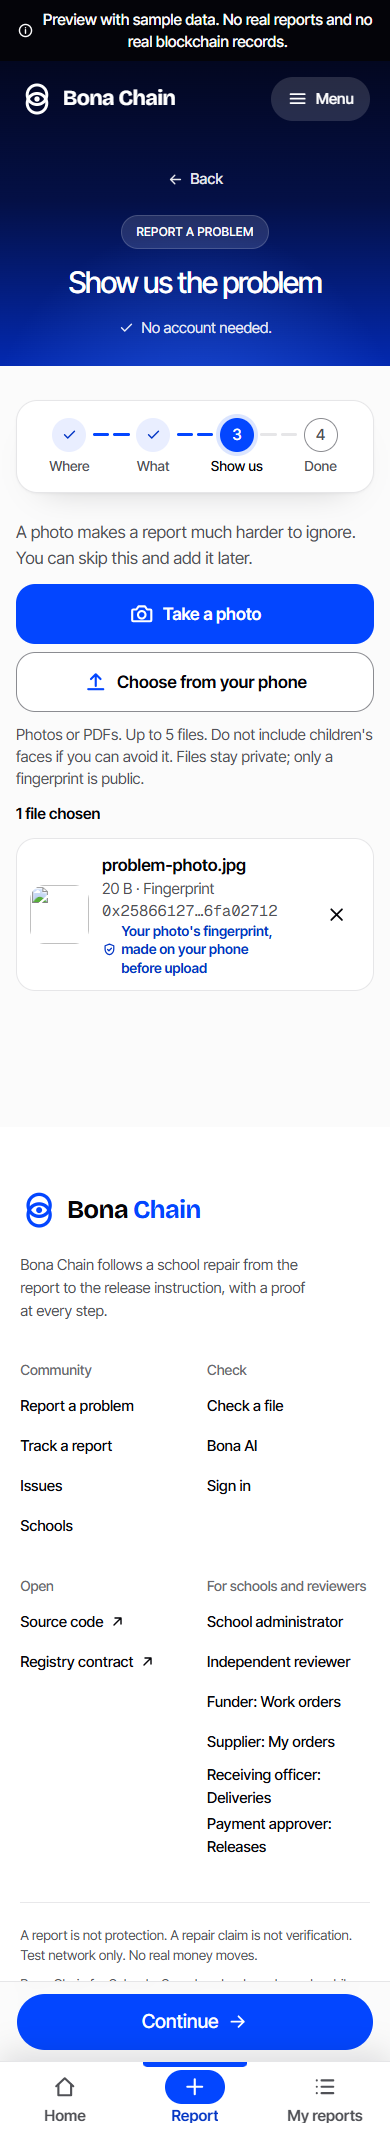 Preview with sample data. No real reports and no
real blockchain records.
Bona Chain
Menu
Back
REPORT A PROBLEM
Show us the problem
No account needed.
3
4
Where
What
Show us
Done
A photo makes a report much harder to ignore.
You can skip this and add it later.
Take a photo
Choose from your phone
Photos or PDFs. Up to 5 files. Do not include children's
faces if you can avoid it. Files stay private; only a
fingerprint is public.
1 file chosen
problem-photo.jpg
20 B · Fingerprint
0x25866127…6fa02712
Your photo's fingerprint,
made on your phone
before upload
Bona Chain
Bona Chain follows a school repair from the
report to the release instruction, with a proof
at every step.
Community
Report a problem
Track a report
Issues
Schools
Check
Check a file
Bona AI
Sign in
Open
Source code
Registry contract
For schools and reviewers
School administrator
Independent reviewer
Funder: Work orders
Supplier: My orders
Receiving officer:
Deliveries
Payment approver:
Releases
A report is not protection. A repair claim is not verification.
Test network only. No real money moves.
Continue
Home
Report
My reports